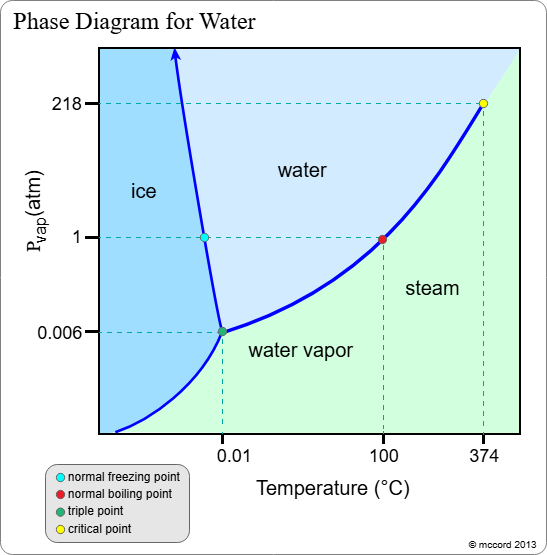 Phase Diagram for Water
218
1
0.006
Pvap(atm)
ice
water
steam
water vapor
0.01
100
374
Temperature (°C)
normal freezing point
normal boiling point
triple point
critical point
© mccord 2013